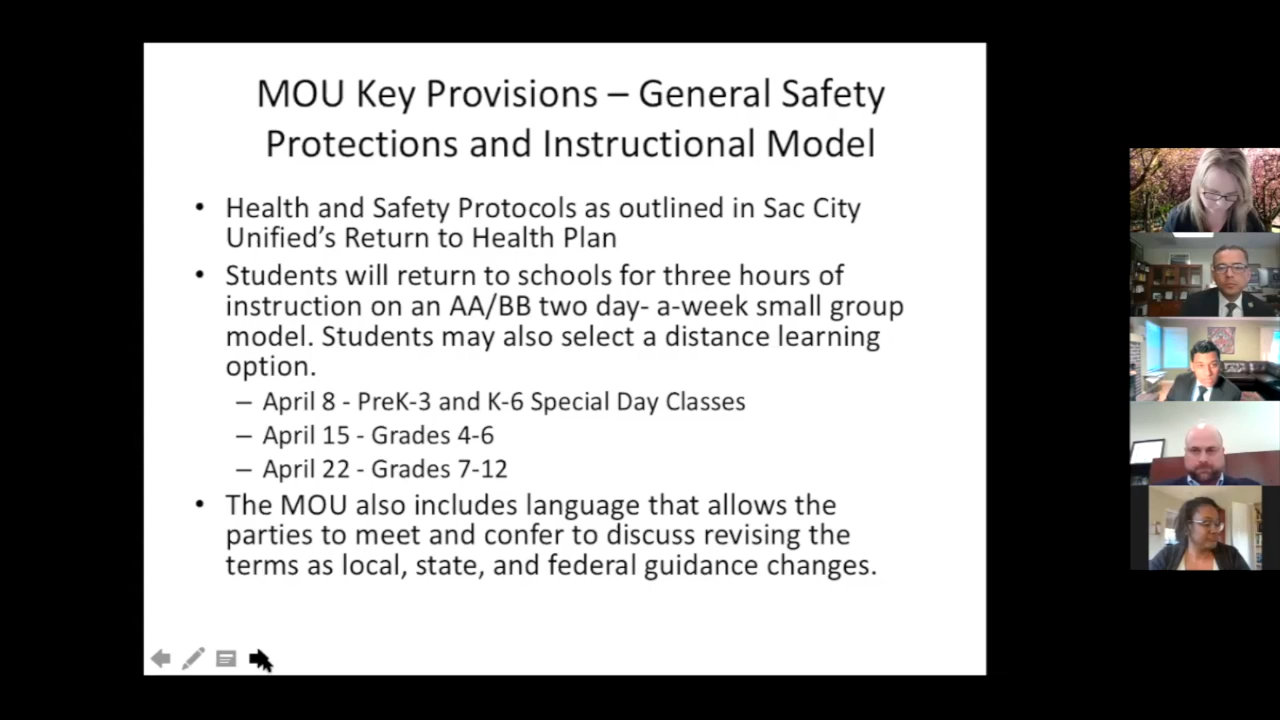 MOU Key Provisions – General Safety
Protections and Instructional Model
• Health and Safety Protocols as outlined in Sac City
Unified’s Return to Health Plan
• Students will return to schools for three hours of
instruction on an AA/BB two day- a-week small group
model. Students may also select a distance learning
option.
– April 8 - PreK-3 and K-6 Special Day Classes
– April 15 - Grades 4-6
– April 22 - Grades 7-12
• The MOU also includes language that allows the
parties to meet and confer to discuss revising the
terms as local, state, and federal guidance changes.